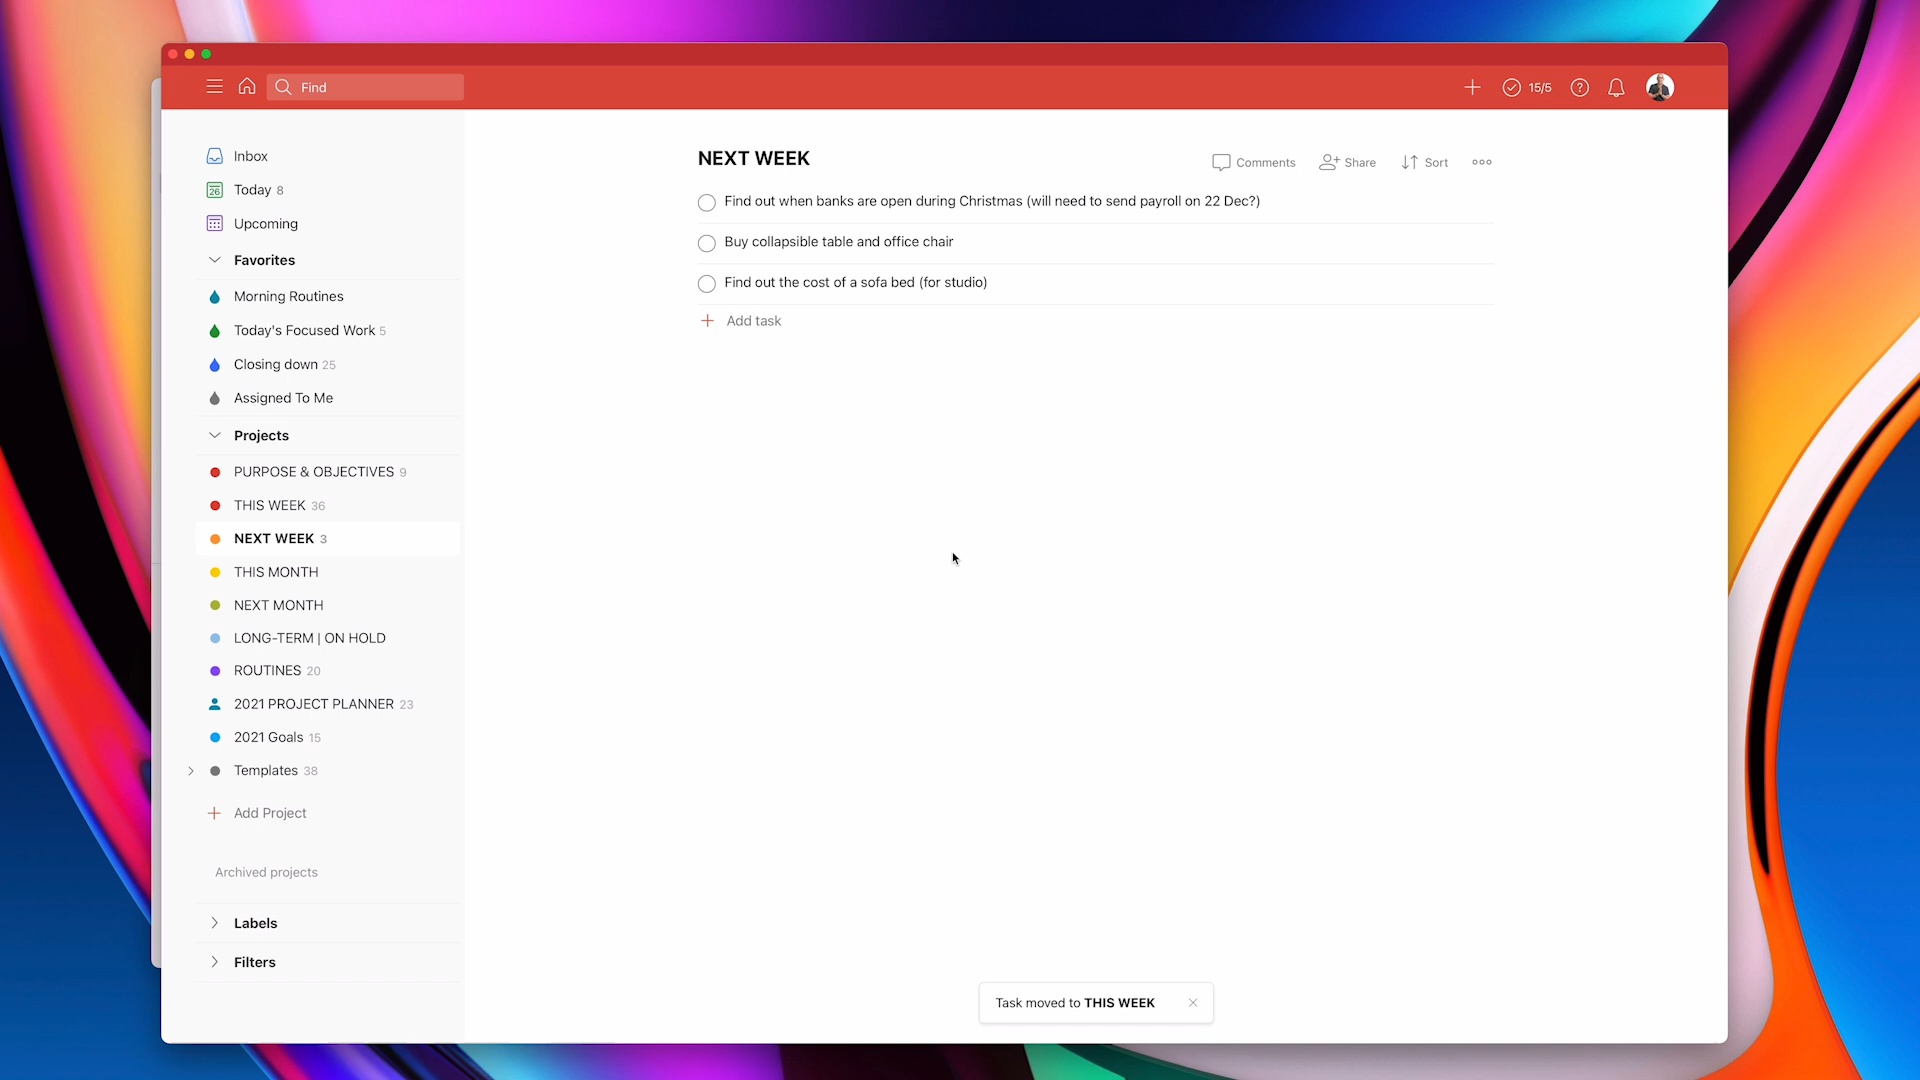 Find
15/5
Inbox
26
Today 8
Upcoming
Favorites
Morning Routines
Today's Focused Work 5
Closing down 25
Assigned To Me
Projects
PURPOSE & OBJECTIVES 9
THIS WEEK 36
NEXT WEEK 3
THIS MONTH
NEXT MONTH
LONG-TERM | ON HOLD
ROUTINES 20
2021 PROJECT PLANNER 23
2021 Goals 15
Templates 38
Add Project
Archived projects
Labels
Filters
NEXT WEEK
Comments
Share
Sort
Find out when banks are open during Christmas (will need to send payroll on 22 Dec?)
Buy collapsible table and office chair
Find out the cost of a sofa bed (for studio)
Add task
Task moved to THIS WEEK